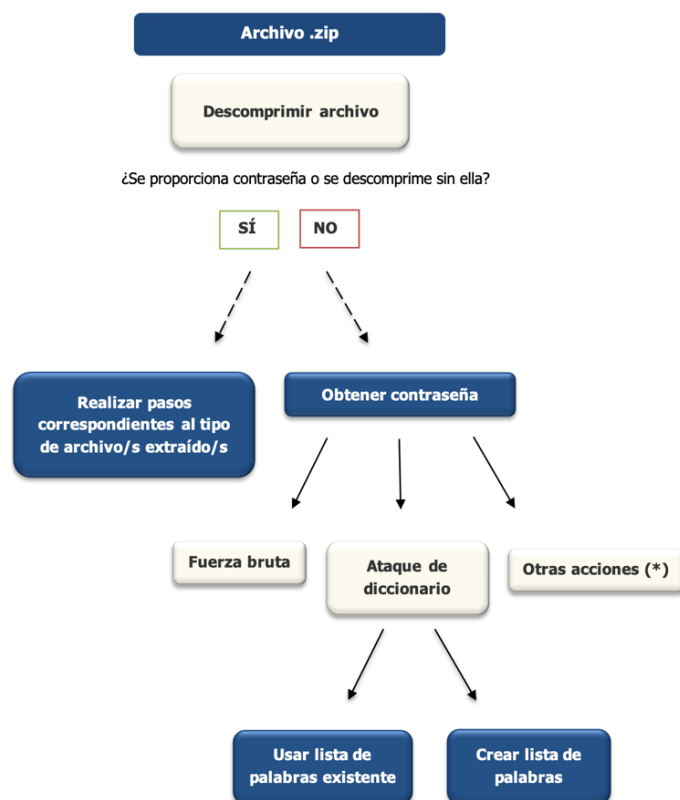 Archivo .zip
Descomprimir archivo
¿Se proporciona contraseña o se descomprime sin ella?
SÍ
NO
Realizar pasos
correspondientes al tipo
de archivo/s extraído/s
Obtener contraseña
Fuerza bruta
Ataque de
diccionario
Otras acciones (*)
Usar lista de
palabras existente
Crear lista de
palabras